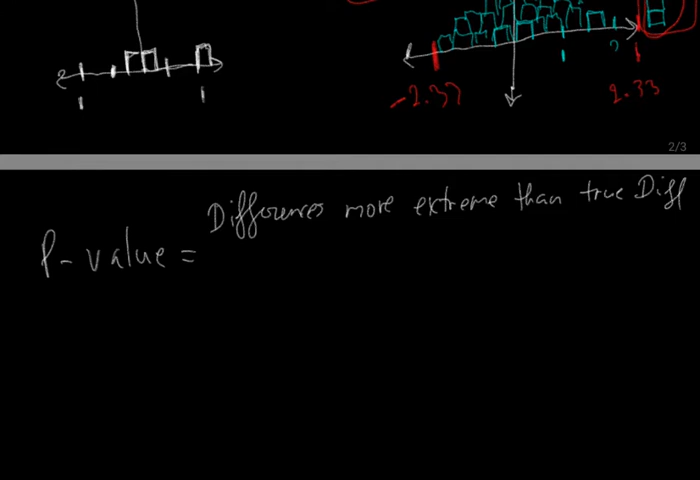 -2.33
2.33
2/3
Differences more extreme than true Diff
P-value =